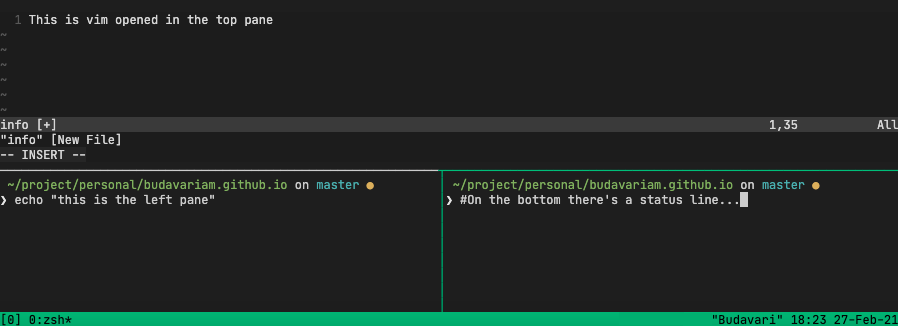 1 This is vim opened in the top pane
~
~
~
~
~
~
info [+] 1,35 All
"info" [New File]
-- INSERT --
~/project/personal/budavariam.github.io on master ●
❯ echo "this is the left pane"
~/project/personal/budavariam.github.io on master ●
❯ #On the bottom there's a status line...
[0] 0:zsh* "Budavari" 18:23 27-Feb-21